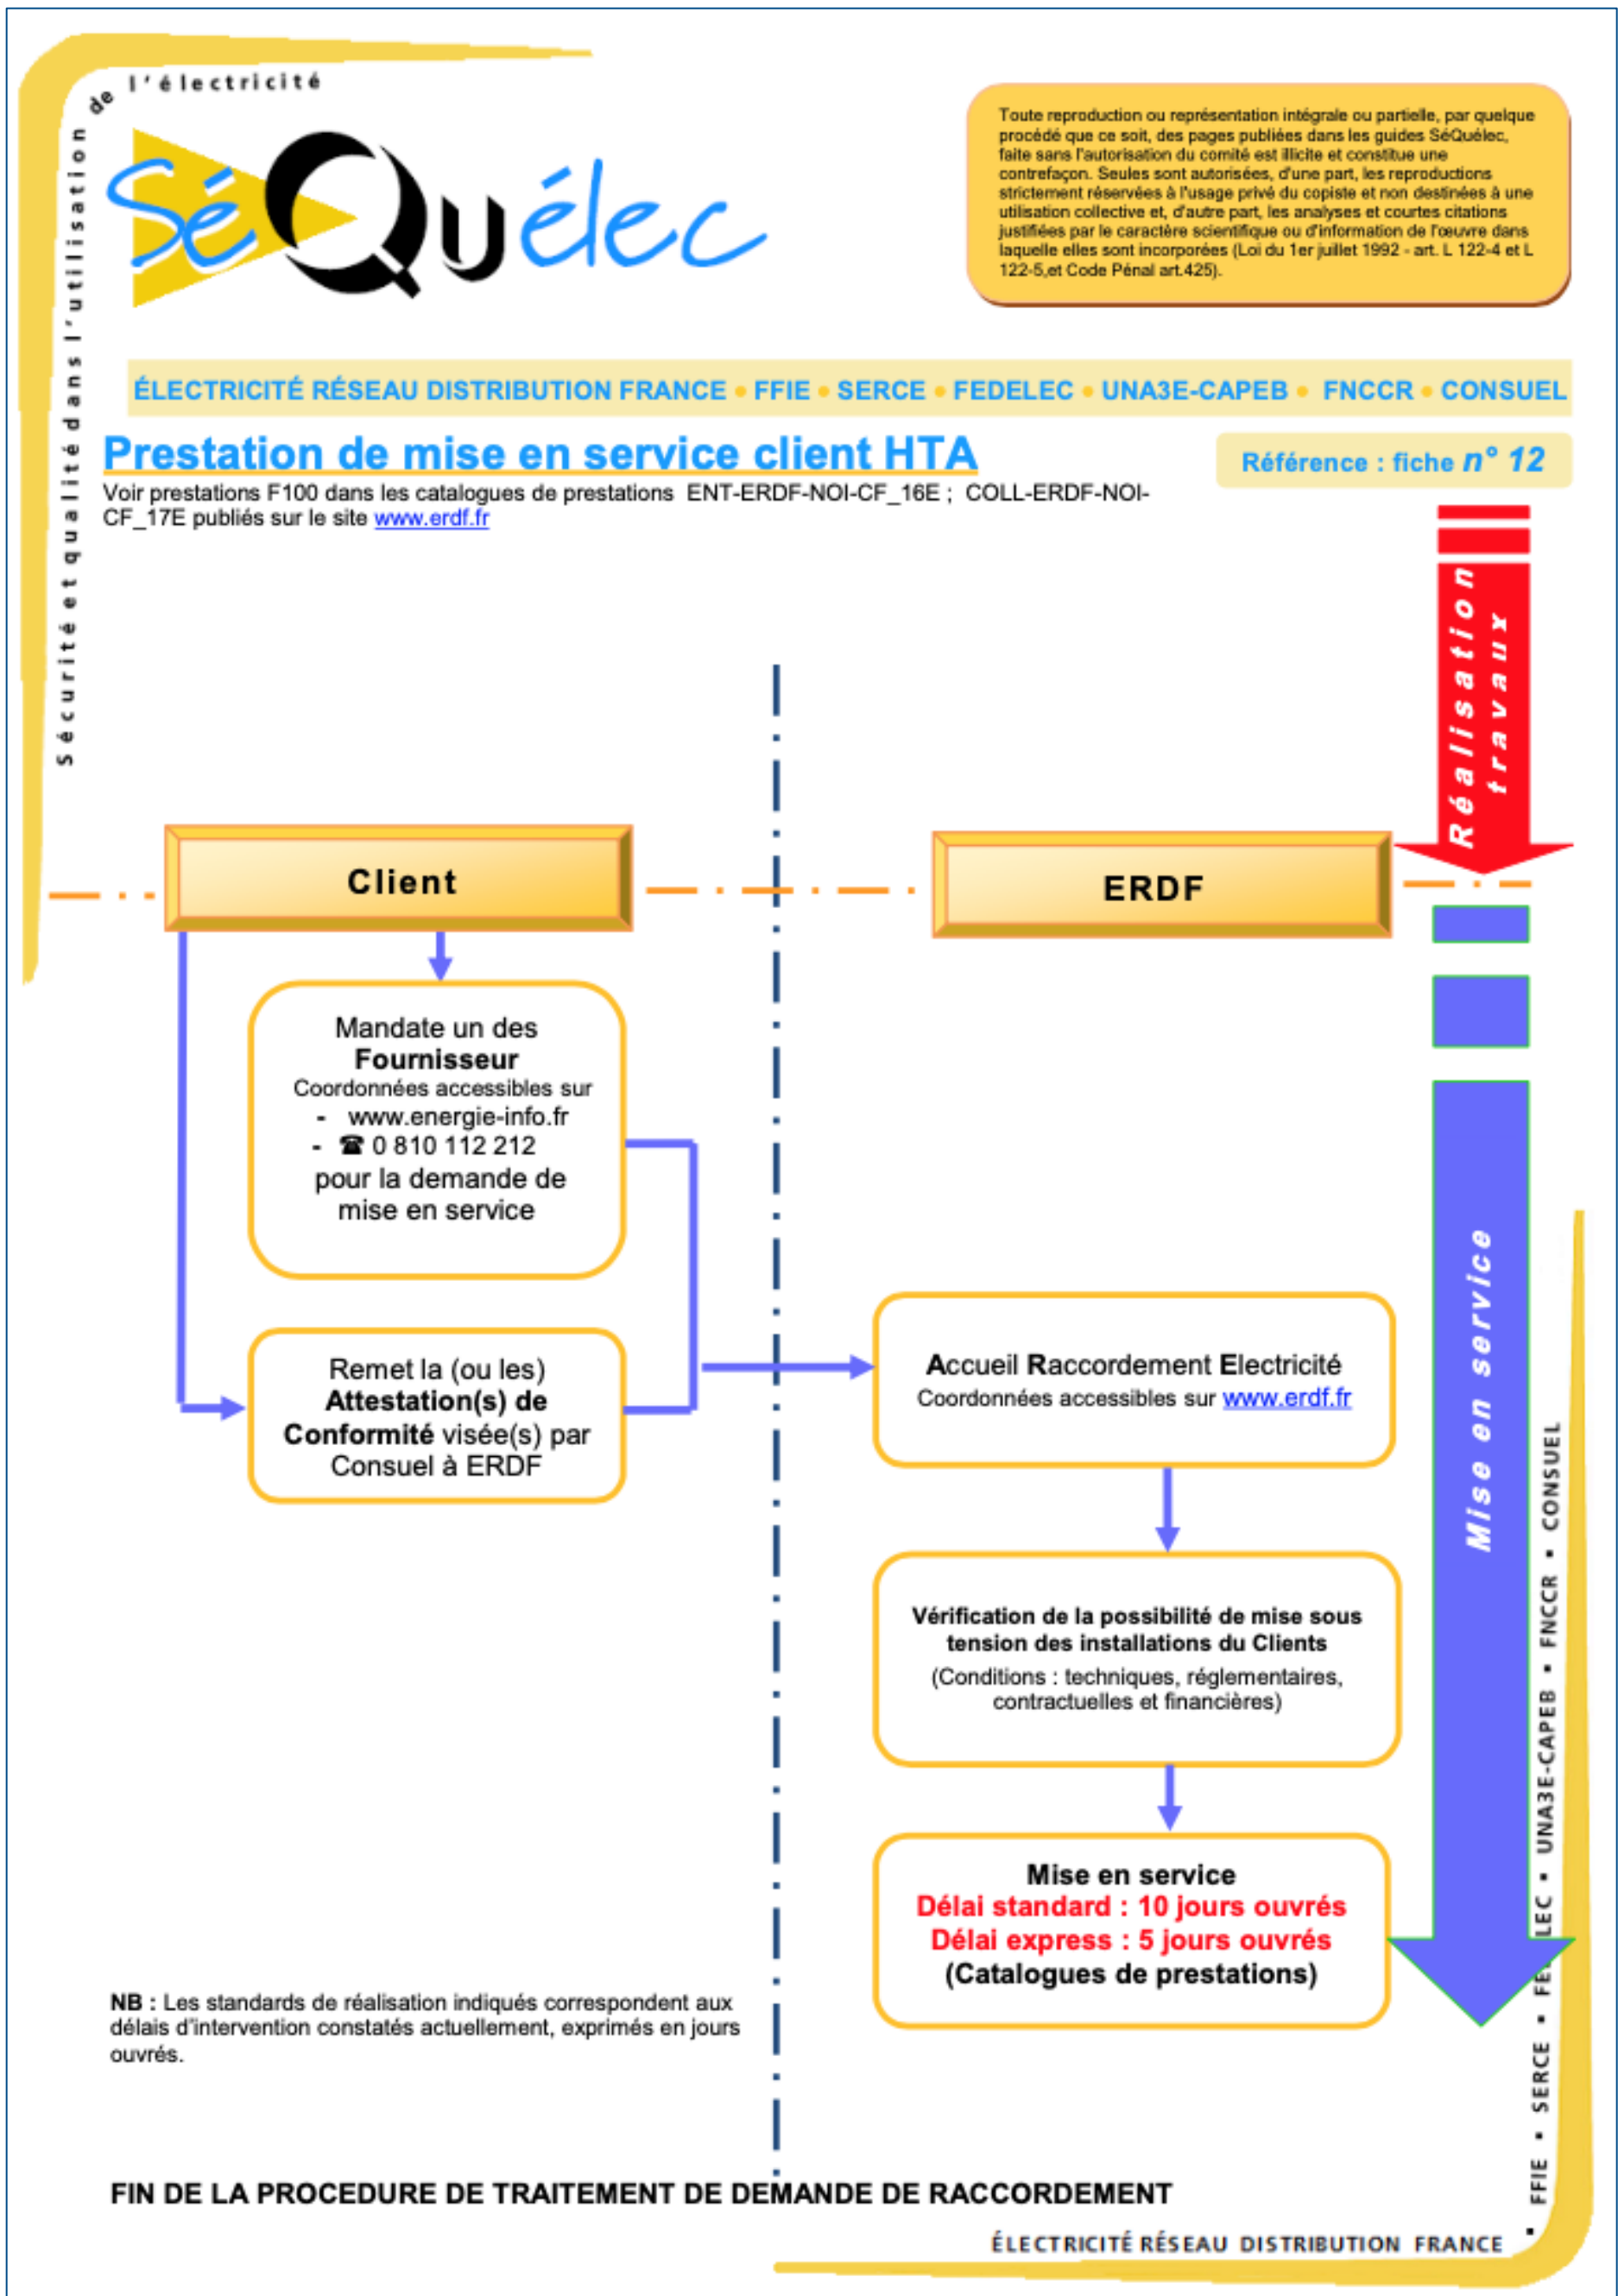 Sécurité et qualité dans l'utilisation de l'électricité
SéQuélec
Toute reproduction ou représentation intégrale ou partielle, par quelque
procédé que ce soit, des pages publiées dans les guides SéQuélec,
faite sans l'autorisation du comité est illicite et constitue une
contrefaçon. Seules sont autorisées, d'une part, les reproductions
strictement réservées à l'usage privé du copiste et non destinées à une
utilisation collective et, d'autre part, les analyses et courtes citations
justifiées par le caractère scientifique ou d'information de l'œuvre dans
laquelle elles sont incorporées (Loi du 1er juillet 1992 - art. L 122-4 et L
122-5,et Code Pénal art.425).
ÉLECTRICITÉ RÉSEAU DISTRIBUTION FRANCE • FFIE • SERCE • FEDELEC • UNA3E-CAPEB • FNCCR • CONSUEL
Prestation de mise en service client HTA
Référence : fiche n° 12
Voir prestations F100 dans les catalogues de prestations ENT-ERDF-NOI-CF_16E ; COLL-ERDF-NOI-
CF_17E publiés sur le site www.erdf.fr
Réalisation
travaux
Client
ERDF
Mandate un des
Fournisseur
Coordonnées accessibles sur
- www.energie-info.fr
- ☎ 0 810 112 212
pour la demande de
mise en service
Remet la (ou les)
Attestation(s) de
Conformité visée(s) par
Consuel à ERDF
Accueil Raccordement Electricité
Coordonnées accessibles sur www.erdf.fr
Vérification de la possibilité de mise sous
tension des installations du Clients
(Conditions : techniques, réglementaires,
contractuelles et financières)
Mise en service
Délai standard : 10 jours ouvrés
Délai express : 5 jours ouvrés
(Catalogues de prestations)
Mise en service
NB : Les standards de réalisation indiqués correspondent aux
délais d'intervention constatés actuellement, exprimés en jours
ouvrés.
FIN DE LA PROCEDURE DE TRAITEMENT DE DEMANDE DE RACCORDEMENT
ÉLECTRICITÉ RÉSEAU DISTRIBUTION FRANCE
▪ FFIE ▪ SERCE ▪ FE LEC ▪ UNA3E-CAPEB ▪ FNCCR ▪ CONSUEL